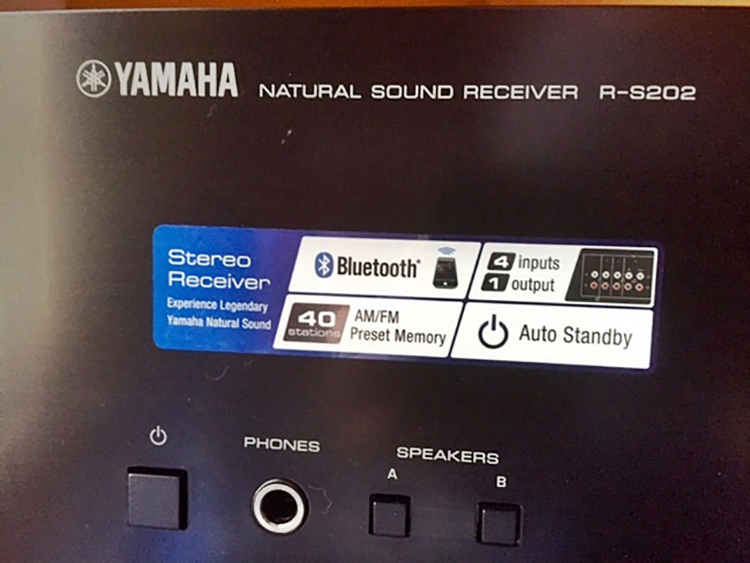 YAMAHA NATURAL SOUND RECEIVER R-S202
Stereo
Receiver
Experience Legendary
Yamaha Natural Sound
Bluetooth®
4 inputs
1 output
40
stations
AM/FM
Preset Memory
Auto Standby
PHONES
SPEAKERS
A
B